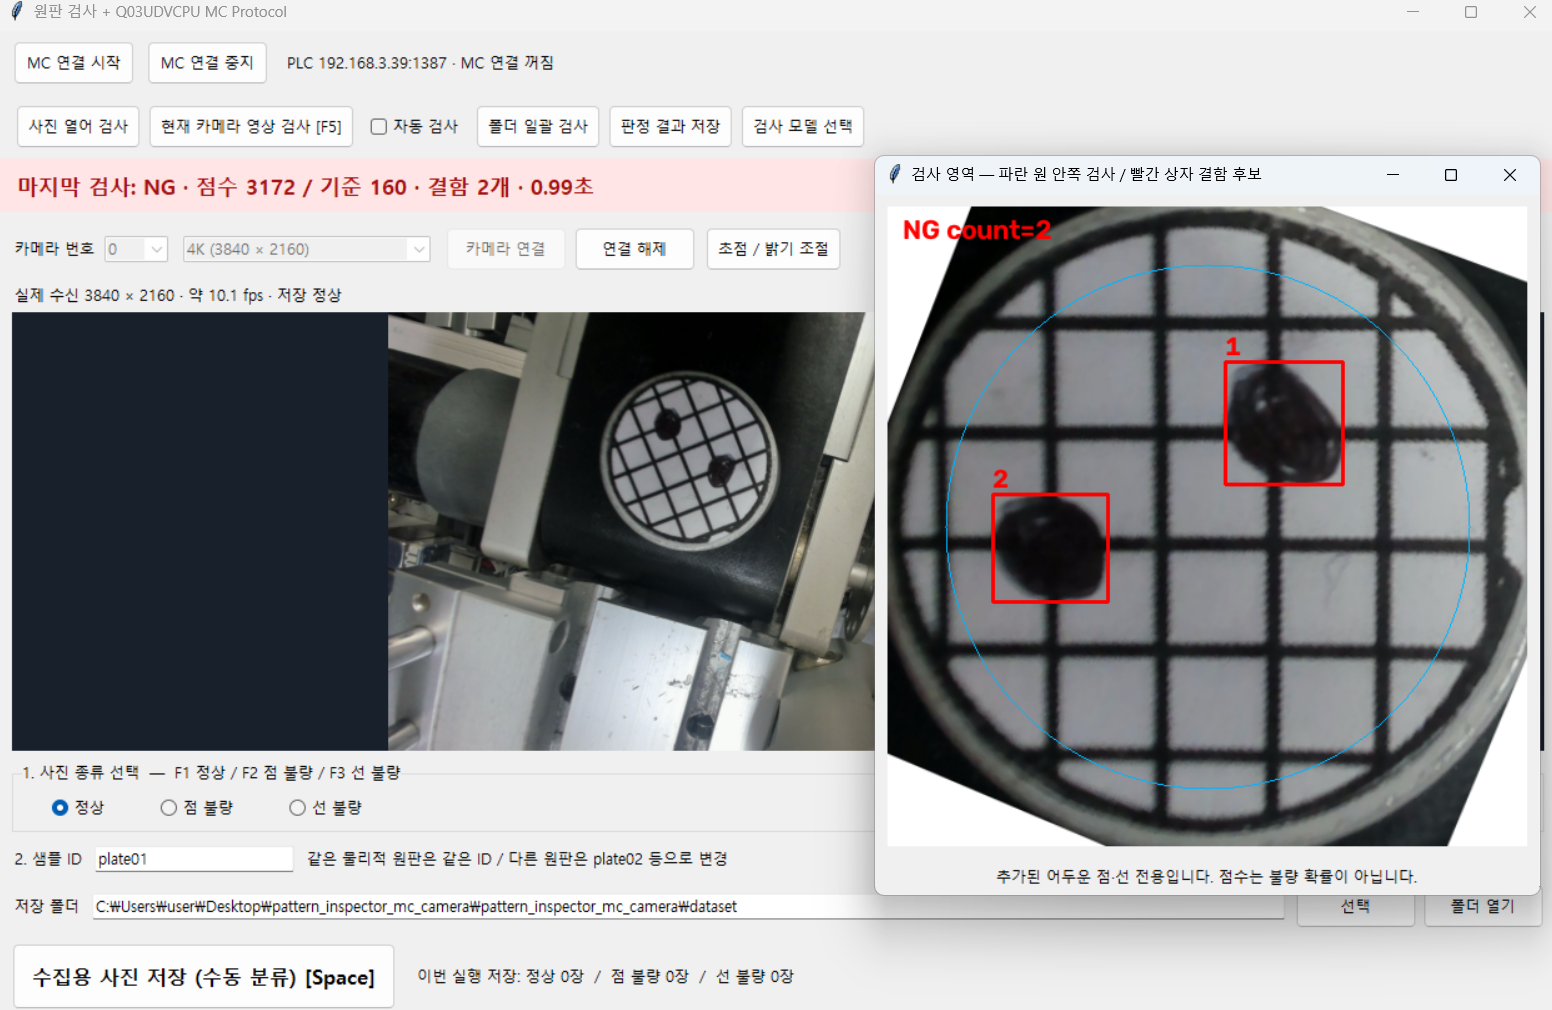 원판 검사 + Q03UDVCPU MC Protocol
MC 연결 시작
MC 연결 중지
PLC 192.168.3.39:1387 · MC 연결 꺼짐
사진 열어 검사
현재 카메라 영상 검사 [F5]
자동 검사
폴더 일괄 검사
판정 결과 저장
검사 모델 선택
마지막 검사: NG · 점수 3172 / 기준 160 · 결함 2개 · 0.99초
카메라 번호
0
4K (3840 × 2160)
카메라 연결
연결 해제
초점 / 밝기 조절
실제 수신 3840 × 2160 · 약 10.1 fps · 저장 정상
검사 영역 — 파란 원 안쪽 검사 / 빨간 상자 결함 후보
NG count=2
1
2
추가된 어두운 점·선 전용입니다. 점수는 불량 확률이 아닙니다.
1. 사진 종류 선택 — F1 정상 / F2 점 불량 / F3 선 불량
정상
점 불량
선 불량
2. 샘플 ID
plate01
같은 물리적 원판은 같은 ID / 다른 원판은 plate02 등으로 변경
저장 폴더
C:₩Users₩user₩Desktop₩pattern_inspector_mc_camera₩pattern_inspector_mc_camera₩dataset
선택
폴더 열기
수집용 사진 저장 (수동 분류) [Space]
이번 실행 저장: 정상 0장 / 점 불량 0장 / 선 불량 0장